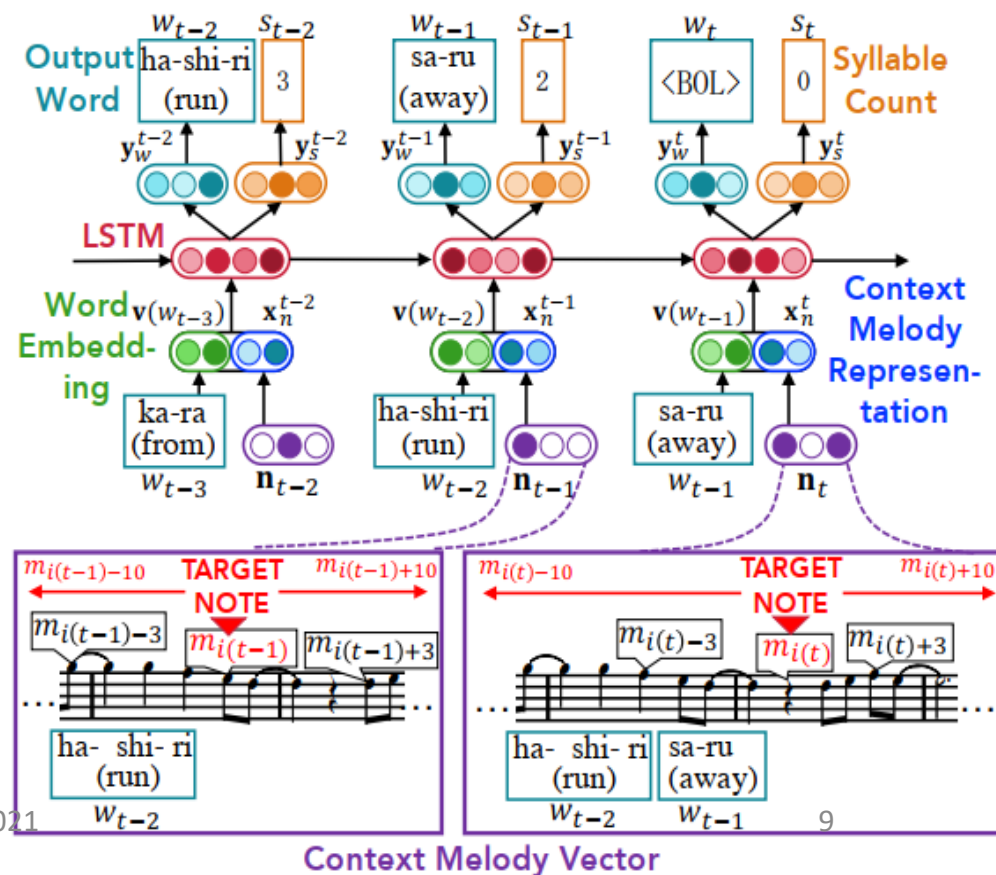 w_{t−2} s_{t−2} w_{t−1} s_{t−1} w_t s_t
Output Word
ha-shi-ri (run)
3
sa-ru (away)
2
<BOL>
0
Syllable Count
y_w^{t−2} y_s^{t−2} y_w^{t−1} y_s^{t−1} y_w^t y_s^t
LSTM
Word Embedd-ing
v(w_{t−3}) x_n^{t−2} v(w_{t−2}) x_n^{t−1} v(w_{t−1}) x_n^t
Context
Melody
Represen-
tation
ka-ra (from)
ha-shi-ri (run)
sa-ru (away)
w_{t−3} n_{t−2} w_{t−2} n_{t−1} w_{t−1} n_t
m_{i(t−1)−10} TARGET NOTE m_{i(t−1)+10}
m_{i(t−1)−3} m_{i(t−1)} m_{i(t−1)+3}
... ..
ha- shi- ri
(run)
w_{t−2}
m_{i(t)−10} TARGET NOTE m_{i(t)+10}
m_{i(t)−3} m_{i(t)} m_{i(t)+3}
... ...
ha- shi- ri (run)
sa-ru (away)
w_{t−2} w_{t−1}
021 9
Context Melody Vector